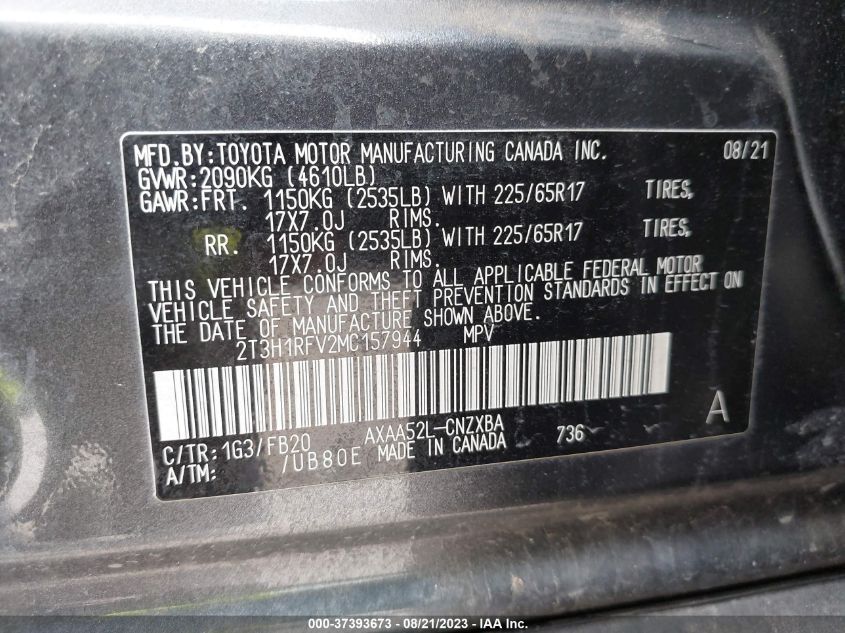 MFD.BY:TOYOTA MOTOR MANUFACTURING CANADA INC. 08/21
GVWR:2090KG (4610LB)
GAWR:FRT. 1150KG (2535LB) WITH 225/65R17 TIRES,
17X7.0J RIMS.
RR. 1150KG (2535LB) WITH 225/65R17 TIRES,
17X7.0J RIMS.
THIS VEHICLE CONFORMS TO ALL APPLICABLE FEDERAL MOTOR
VEHICLE SAFETY AND THEFT PREVENTION STANDARDS IN EFFECT ON
THE DATE OF MANUFACTURE SHOWN ABOVE.
2T3H1RFV2MC157944 MPV
A
C/TR:1G3/FB20 AXAA52L-CNZXBA 736
A/TM: /UB80E MADE IN CANADA
000-37393673 - 08/21/2023 - IAA Inc.